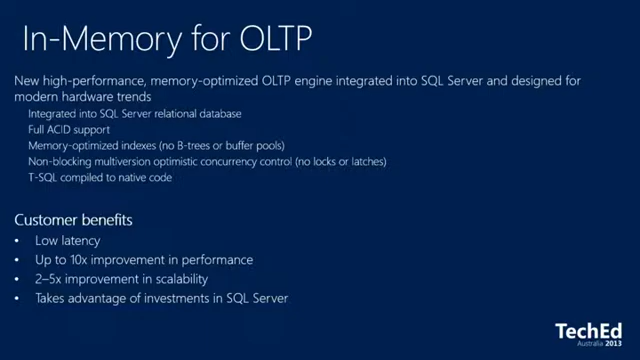 In-Memory for OLTP
New high-performance, memory-optimized OLTP engine integrated into SQL Server and designed for
modern hardware trends
Integrated into SQL Server relational database
Full ACID support
Memory-optimized indexes (no B-trees or buffer pools)
Non-blocking multiversion optimistic concurrency control (no locks or latches)
T-SQL compiled to native code
Customer benefits
• Low latency
• Up to 10x improvement in performance
• 2–5x improvement in scalability
• Takes advantage of investments in SQL Server
TechEd
Australia 2013